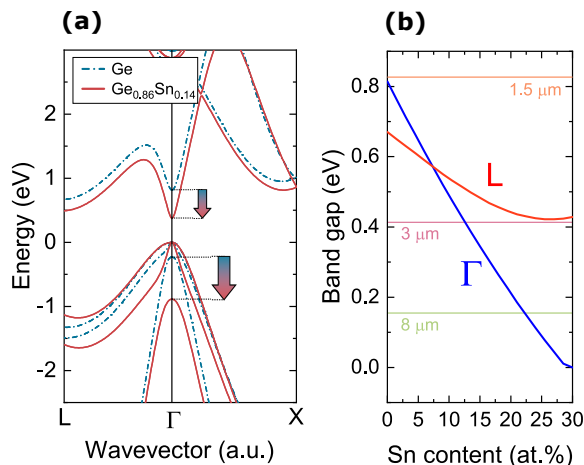 (a)
Ge
Ge0.86Sn0.14
Energy (eV)
2
1
0
-1
-2
L
Γ
X
Wavevector (a.u.)
(b)
Band gap (eV)
0.8
0.6
0.4
0.2
0.0
1.5 μm
L
3 μm
Γ
8 μm
0 5 10 15 20 25 30
Sn content (at.%)